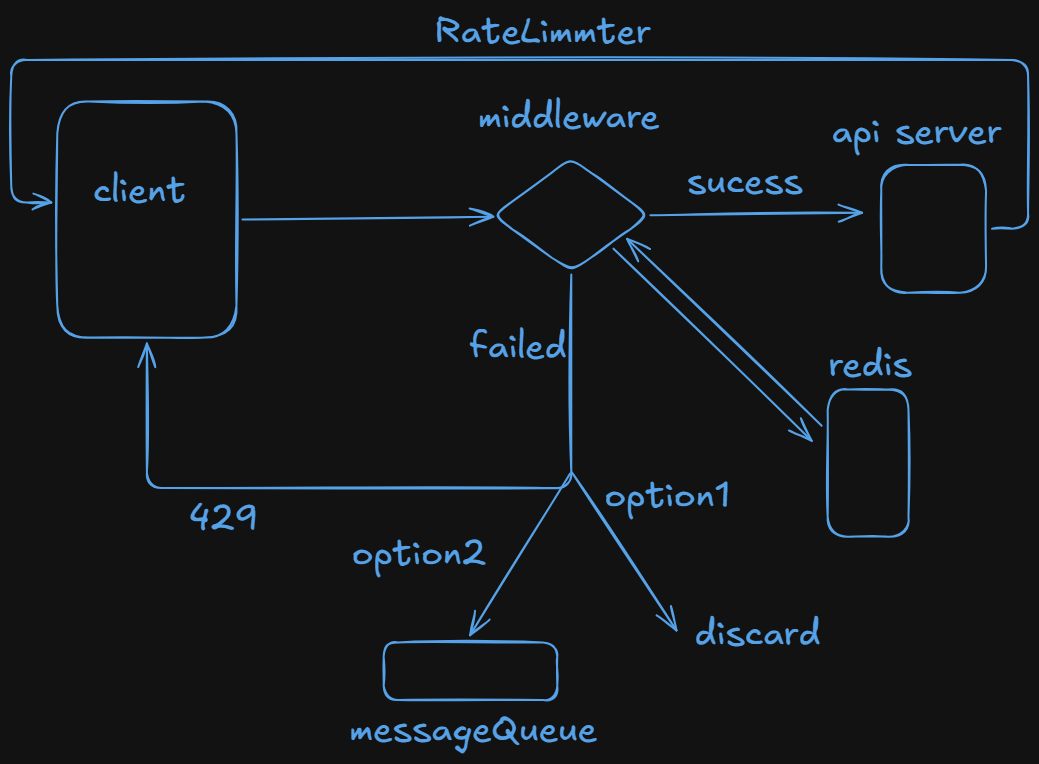 RateLimmter
middleware
api server
client
sucess
failed
redis
option1
429
option2
discard
messageQueue